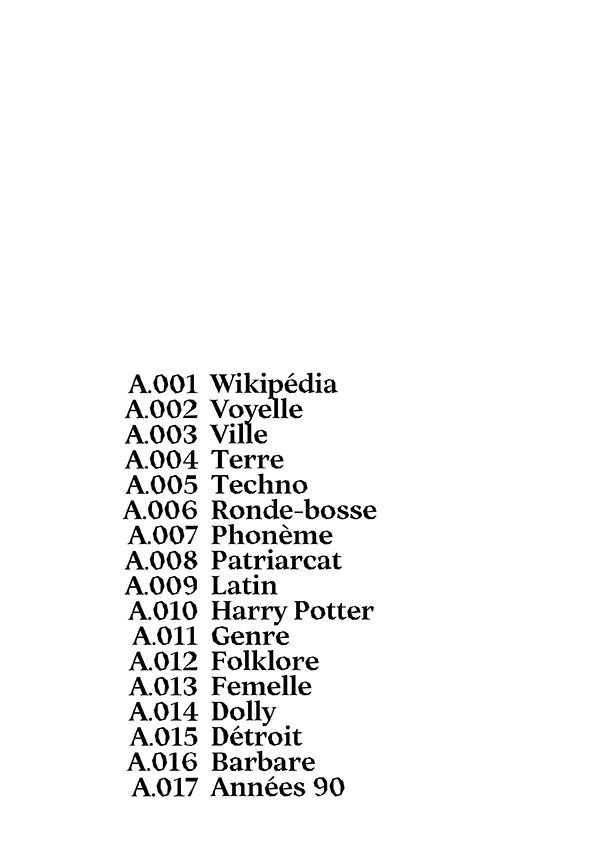 A.001 Wikipédia
A.002 Voyelle
A.003 Ville
A.004 Terre
A.005 Techno
A.006 Ronde-bosse
A.007 Phonème
A.008 Patriarcat
A.009 Latin
A.010 Harry Potter
A.011 Genre
A.012 Folklore
A.013 Femelle
A.014 Dolly
A.015 Détroit
A.016 Barbare
A.017 Années 90